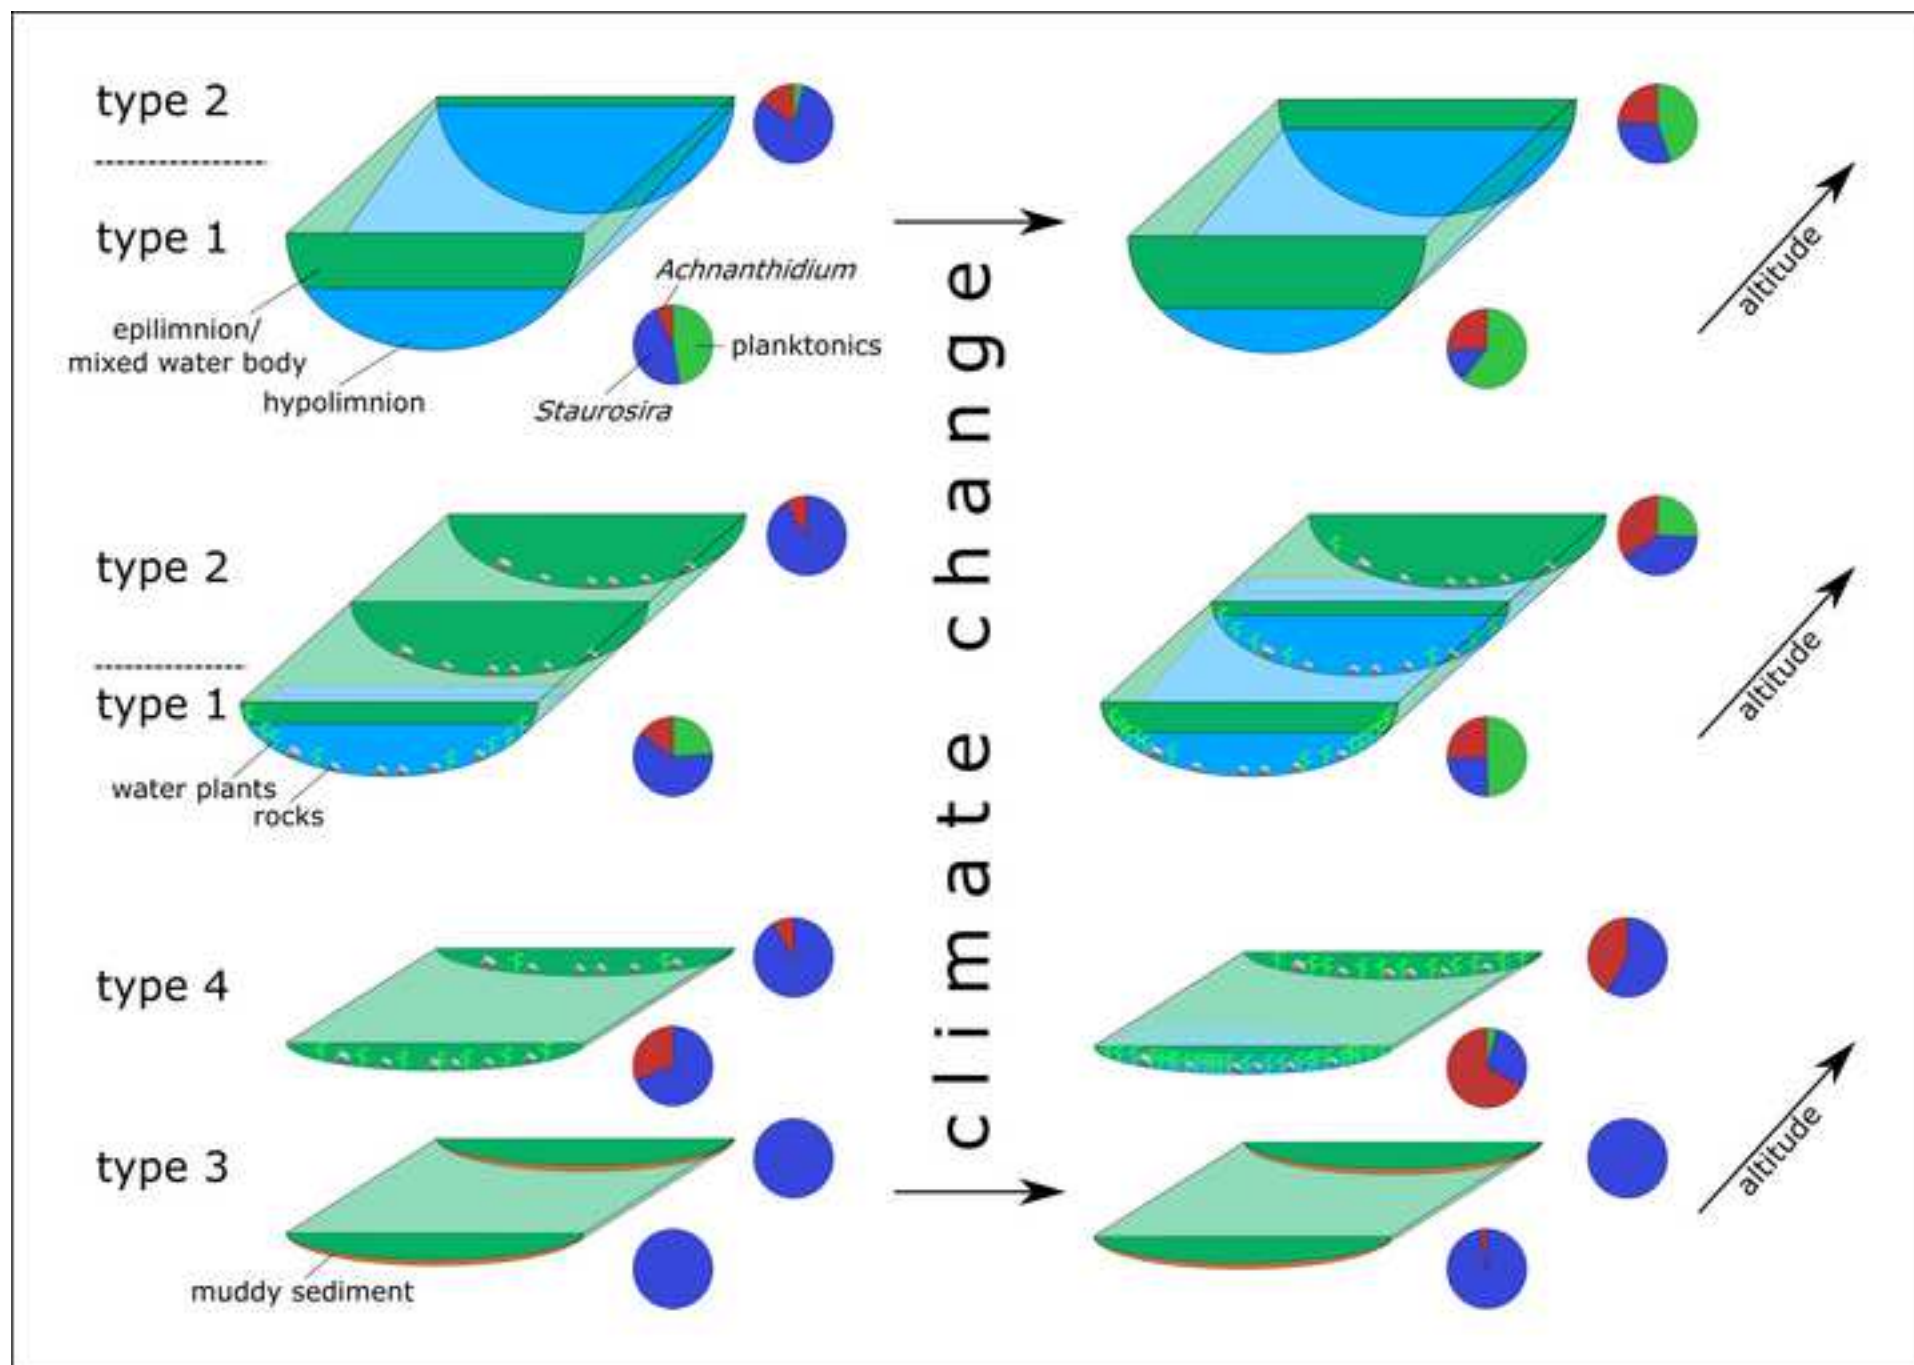 type 2
type 1
Achnanthidium
epilimnion/
mixed water body
planktonics
hypolimnion
Staurosira
altitude
climate change
type 2
type 1
water plants
rocks
altitude
type 4
type 3
muddy sediment
altitude